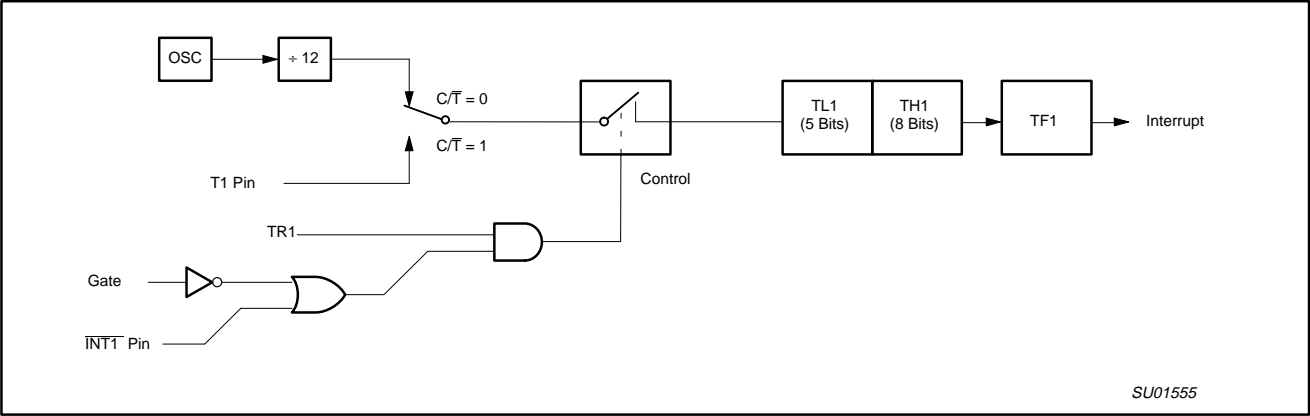 OSC
÷ 12
C/T̅ = 0
C/T̅ = 1
T1 Pin
TR1
Gate
I̅N̅T̅1̅ Pin
Control
TL1
(5 Bits)
TH1
(8 Bits)
TF1
Interrupt
SU01555